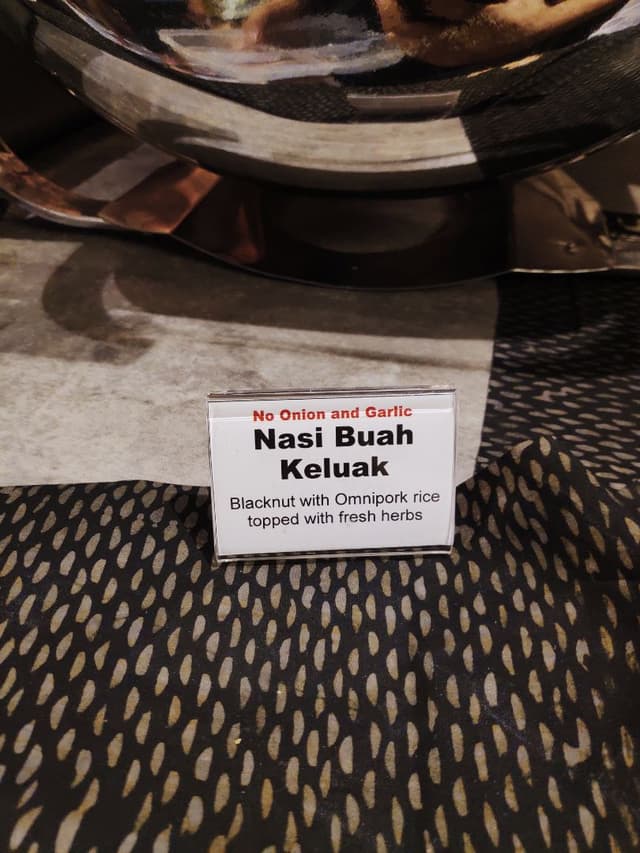 No Onion and Garlic
Nasi Buah
Keluak
Blacknut with Omnipork rice
topped with fresh herbs